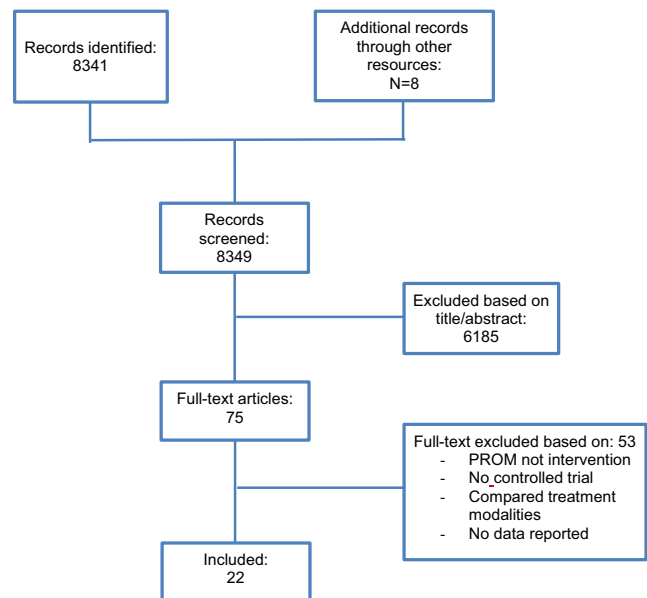 Records identified:
8341
Additional records
through other
resources:
N=8
Records
screened:
8349
Excluded based on
title/abstract:
6185
Full-text articles:
75
Full-text excluded based on: 53
- PROM not intervention
- No controlled trial
- Compared treatment
modalities
- No data reported
Included:
22